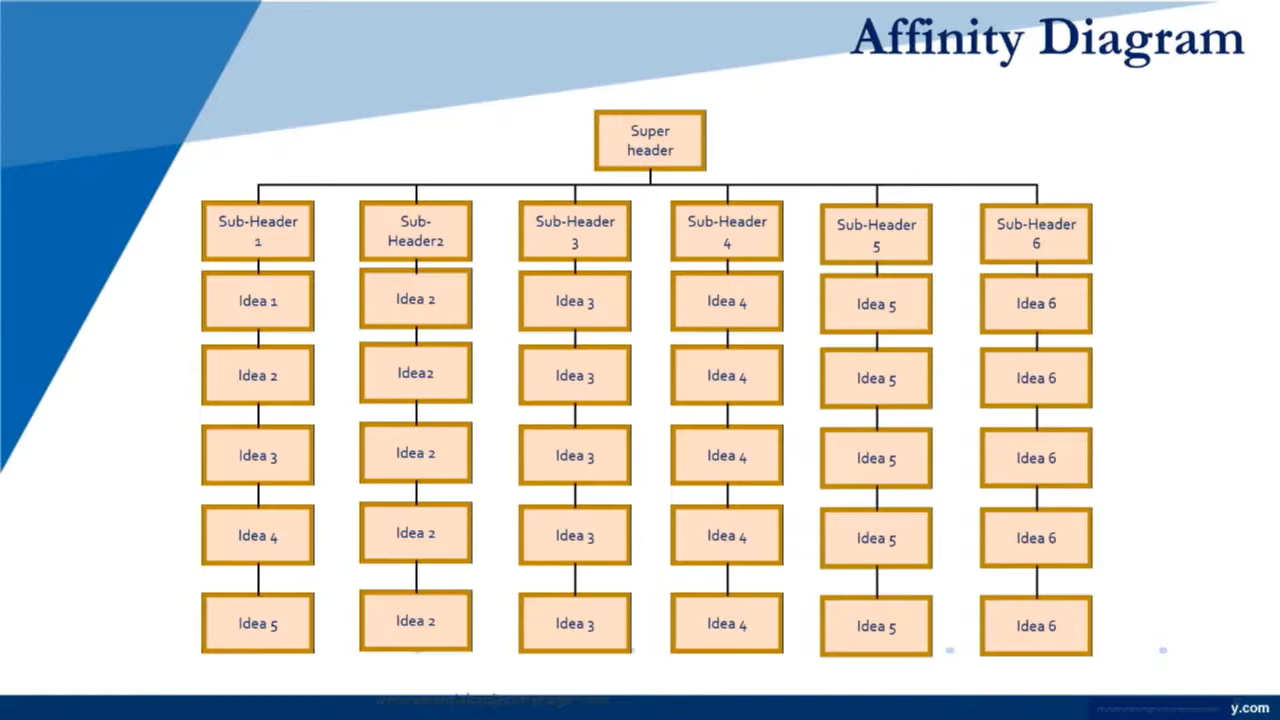 Affinity Diagram
Super
header
Sub-Header
1
Sub-
Header2
Sub-Header
3
Sub-Header
4
Sub-Header
5
Sub-Header
6
Idea 1
Idea 2
Idea 3
Idea 4
Idea 5
Idea 6
Idea 2
Idea2
Idea 3
Idea 4
Idea 5
Idea 6
Idea 3
Idea 2
Idea 3
Idea 4
Idea 5
Idea 6
Idea 4
Idea 2
Idea 3
Idea 4
Idea 5
Idea 6
Idea 5
Idea 2
Idea 3
Idea 4
Idea 5
Idea 6
y.com